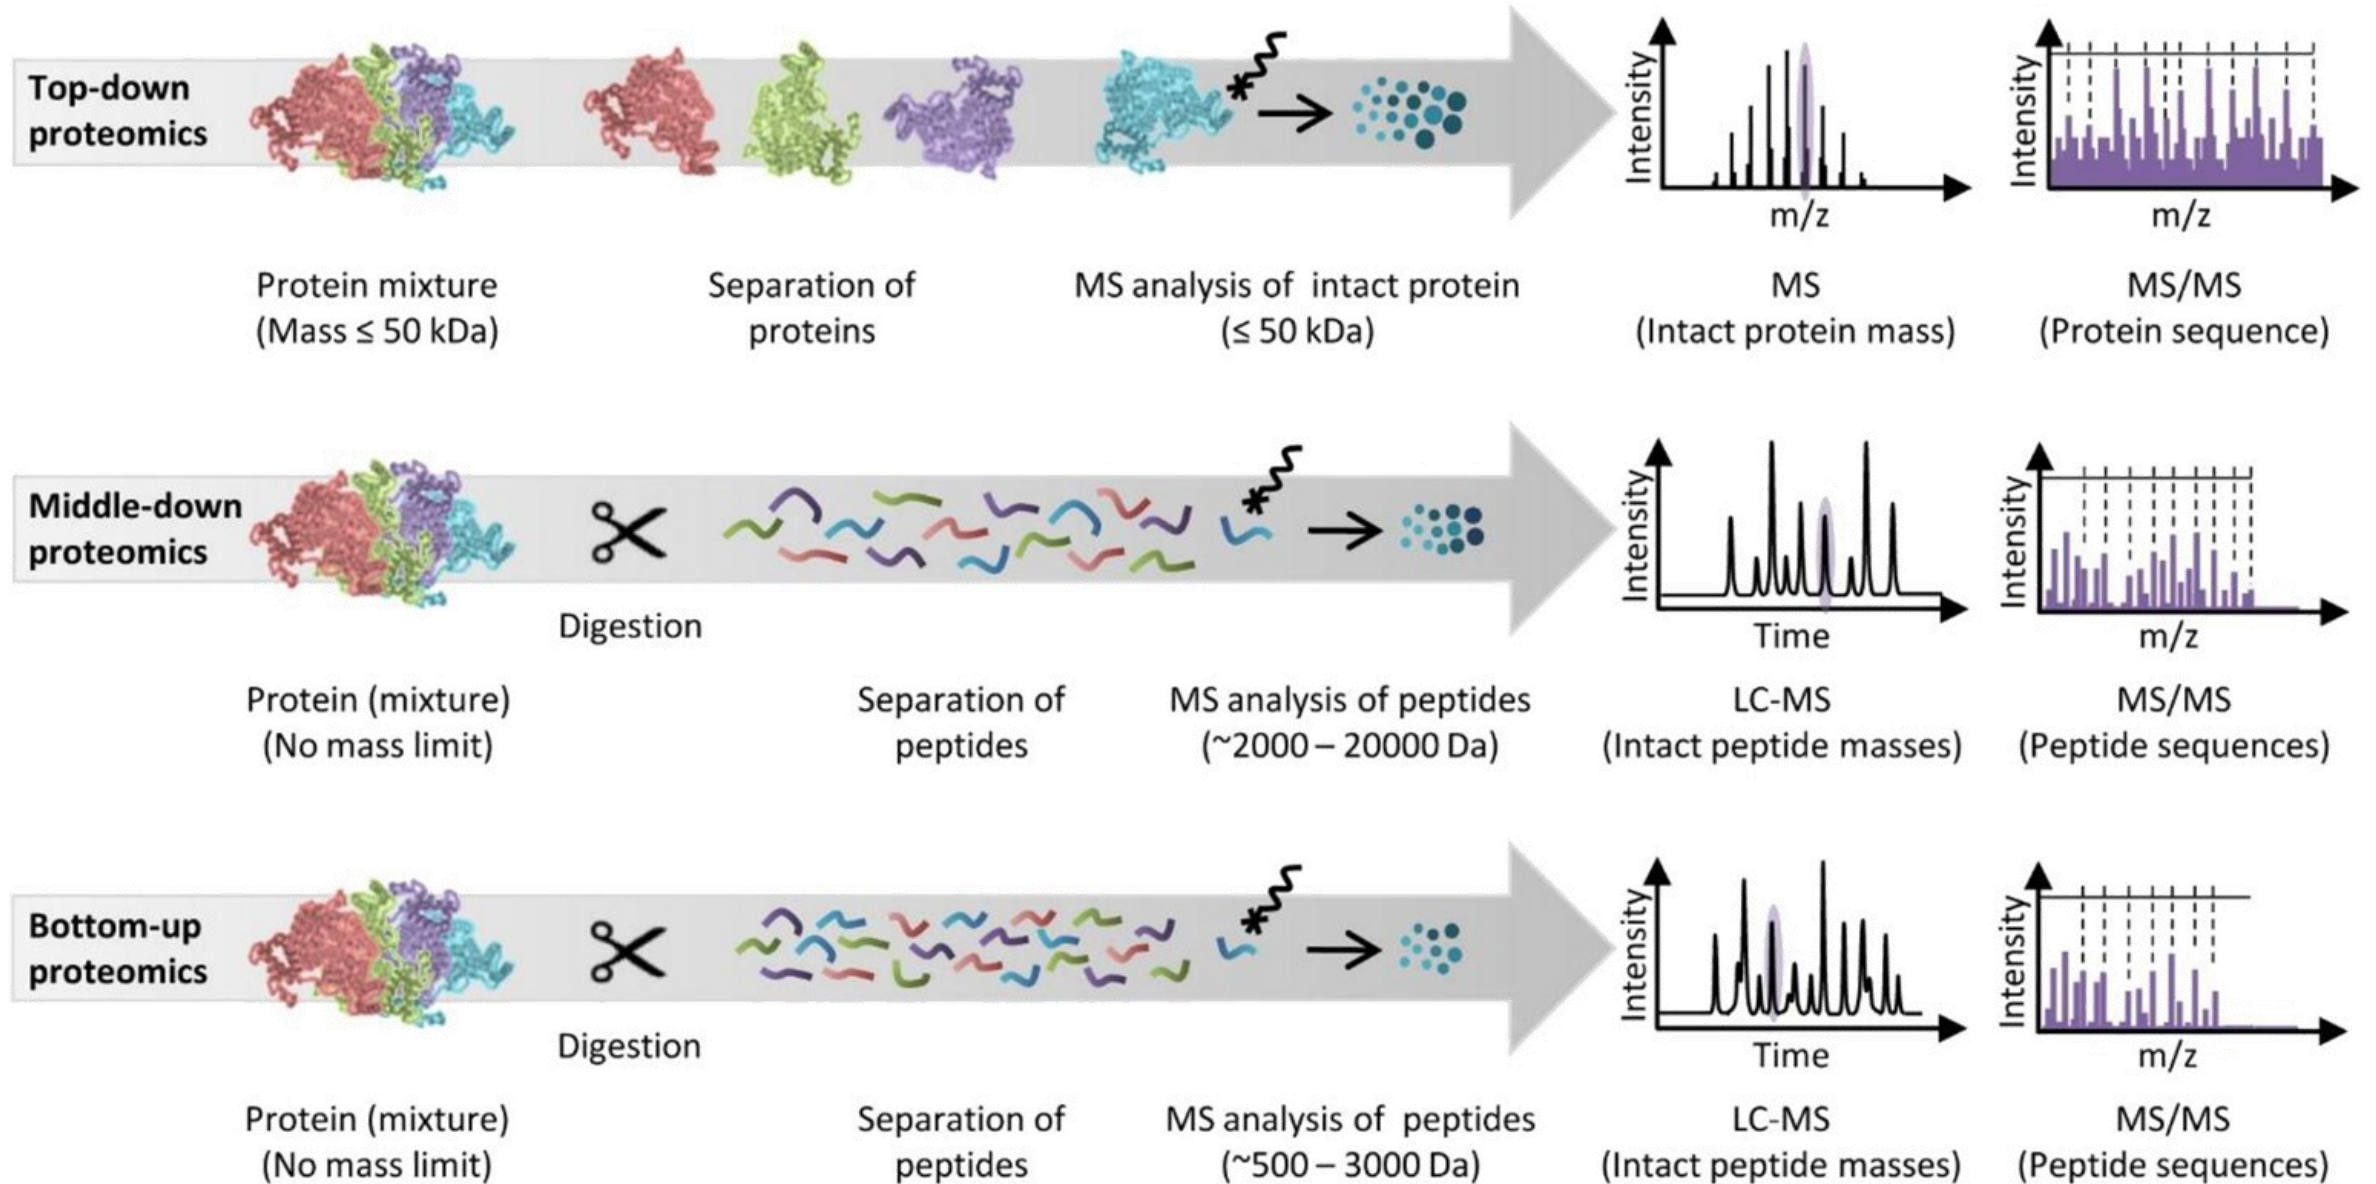 Top-down
proteomics
Intensity
m/z
Intensity
m/z
Protein mixture
(Mass ≤ 50 kDa)
Separation of
proteins
MS analysis of intact protein
(≤ 50 kDa)
MS
(Intact protein mass)
MS/MS
(Protein sequence)
Middle-down
proteomics
Digestion
Intensity
Time
Intensity
m/z
Protein (mixture)
(No mass limit)
Separation of
peptides
MS analysis of peptides
(~2000 – 20000 Da)
LC-MS
(Intact peptide masses)
MS/MS
(Peptide sequences)
Bottom-up
proteomics
Digestion
Intensity
Time
Intensity
m/z
Protein (mixture)
(No mass limit)
Separation of
peptides
MS analysis of peptides
(~500 – 3000 Da)
LC-MS
(Intact peptide masses)
MS/MS
(Peptide sequences)